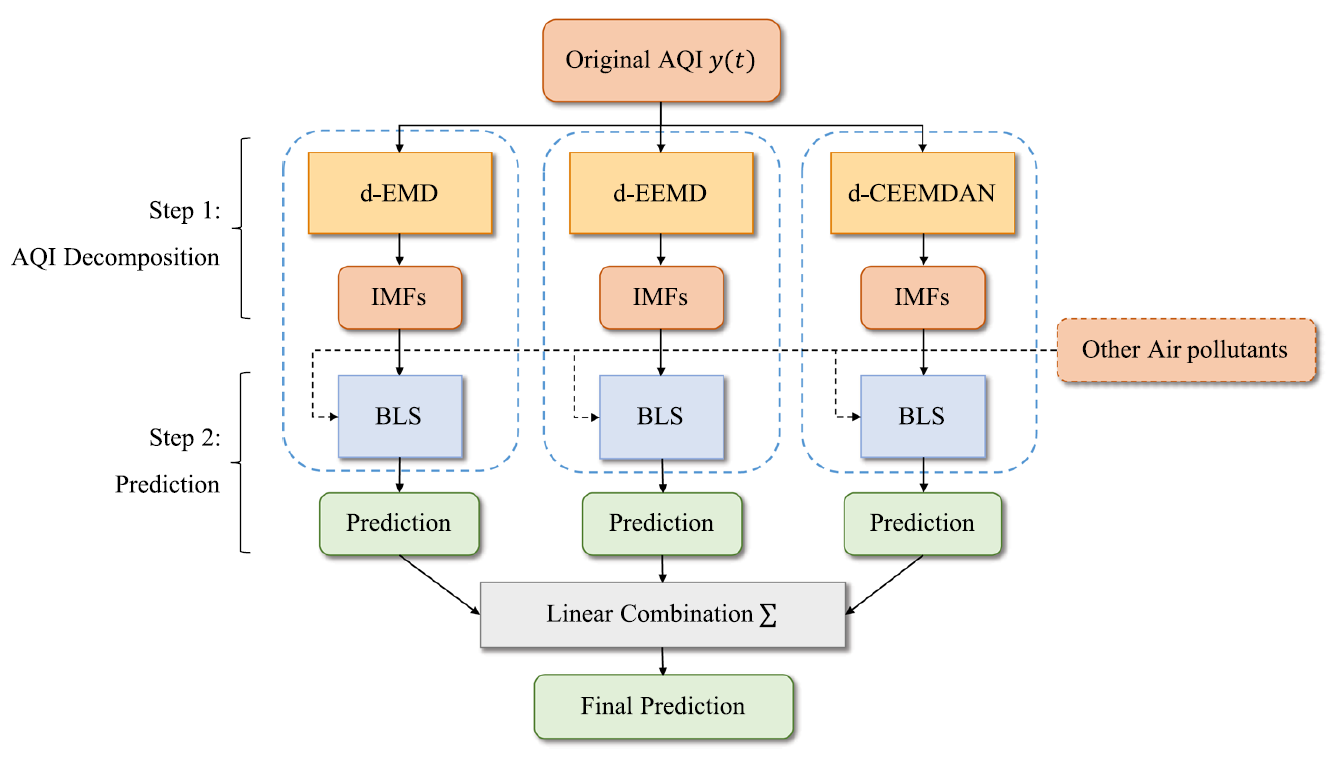 Original AQI y(t)
Step 1:
AQI Decomposition
d-EMD
d-EEMD
d-CEEMDAN
IMFs
IMFs
IMFs
Other Air pollutants
Step 2:
Prediction
BLS
BLS
BLS
Prediction
Prediction
Prediction
Linear Combination ∑
Final Prediction